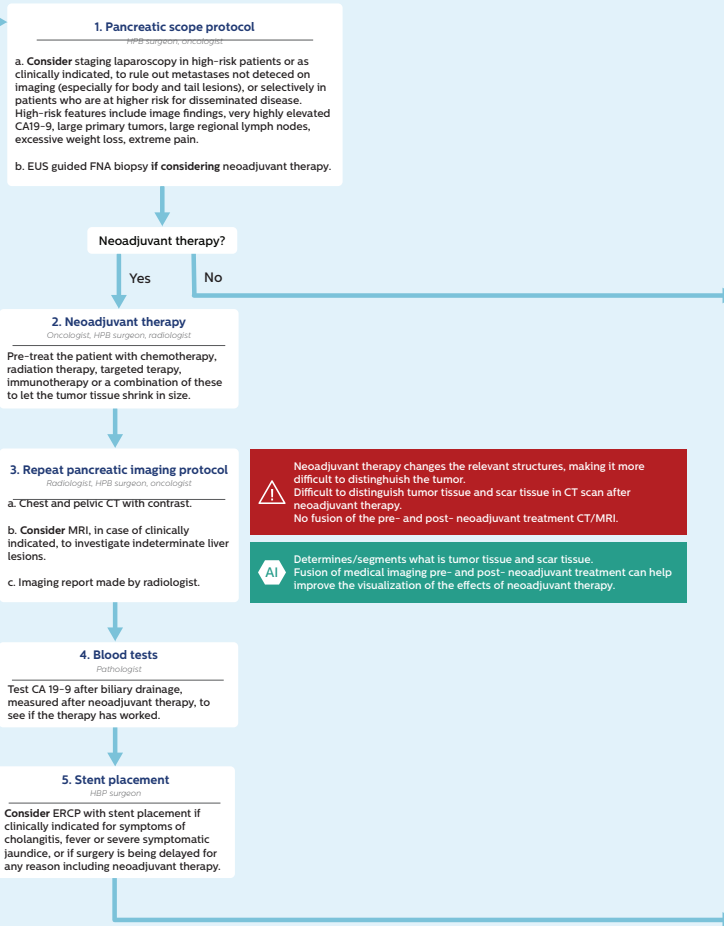 1. Pancreatic scope protocol
HPB surgeon, oncologist
a. Consider staging laparoscopy in high-risk patients or as
clinically indicated, to rule out metastases not deteced on
imaging (especially for body and tail lesions), or selectively in
patients who are at higher risk for disseminated disease.
High-risk features include image findings, very highly elevated
CA19-9, large primary tumors, large regional lymph nodes,
excessive weight loss, extreme pain.
b. EUS guided FNA biopsy if considering neoadjuvant therapy.
Neoadjuvant therapy?
Yes
No
2. Neoadjuvant therapy
Oncologist, HPB surgeon, radiologist
Pre-treat the patient with chemotherapy,
radiation therapy, targeted terapy,
immunotherapy or a combination of these
to let the tumor tissue shrink in size.
3. Repeat pancreatic imaging protocol
Radiologist, HPB surgeon, oncologist
a. Chest and pelvic CT with contrast.
b. Consider MRI, in case of clinically
indicated, to investigate indeterminate liver
lesions.
c. Imaging report made by radiologist.
Neoadjuvant therapy changes the relevant structures, making it more
difficult to distinghuish the tumor.
Difficult to distinguish tumor tissue and scar tissue in CT scan after
neoadjuvant therapy.
No fusion of the pre- and post- neoadjuvant treatment CT/MRI.
AI
Determines/segments what is tumor tissue and scar tissue.
Fusion of medical imaging pre- and post- neoadjuvant treatment can help
improve the visualization of the effects of neoadjuvant therapy.
4. Blood tests
Pathologist
Test CA 19-9 after biliary drainage,
measured after neoadjuvant therapy, to
see if the therapy has worked.
5. Stent placement
HBP surgeon
Consider ERCP with stent placement if
clinically indicated for symptoms of
cholangitis, fever or severe symptomatic
jaundice, or if surgery is being delayed for
any reason including neoadjuvant therapy.